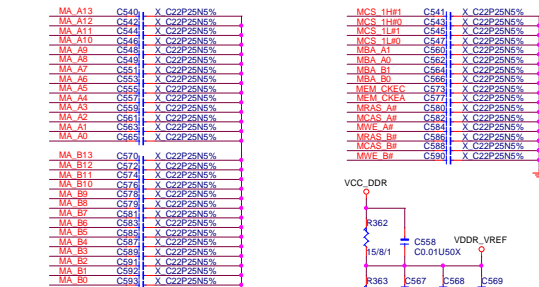 MA_A13 C540 X_C22P25N5%
MA_A12 C542 X_C22P25N5%
MA_A11 C544 X_C22P25N5%
MA_A10 C546 X_C22P25N5%
MA_A9 C548 X_C22P25N5%
MA_A8 C549 X_C22P25N5%
MA_A7 C551 X_C22P25N5%
MA_A6 C553 X_C22P25N5%
MA_A5 C555 X_C22P25N5%
MA_A4 C557 X_C22P25N5%
MA_A3 C559 X_C22P25N5%
MA_A2 C561 X_C22P25N5%
MA_A1 C563 X_C22P25N5%
MA_A0 C565 X_C22P25N5%
MA_B13 C570 X_C22P25N5%
MA_B12 C572 X_C22P25N5%
MA_B11 C574 X_C22P25N5%
MA_B10 C576 X_C22P25N5%
MA_B9 C578 X_C22P25N5%
MA_B8 C579 X_C22P25N5%
MA_B7 C581 X_C22P25N5%
MA_B6 C583 X_C22P25N5%
MA_B5 C585 X_C22P25N5%
MA_B4 C587 X_C22P25N5%
MA_B3 C589 X_C22P25N5%
MA_B2 C591 X_C22P25N5%
MA_B1 C592 X_C22P25N5%
MA_B0 C593 X_C22P25N5%
MCS_1H#1 C541 X_C22P25N5%
MCS_1H#0 C543 X_C22P25N5%
MCS_1L#1 C545 X_C22P25N5%
MCS_1L#0 C547 X_C22P25N5%
MBA_A1 C560 X_C22P25N5%
MBA_A0 C562 X_C22P25N5%
MBA_B1 C564 X_C22P25N5%
MBA_B0 C566 X_C22P25N5%
MEM_CKEC C573 X_C22P25N5%
MEM_CKEA C577 X_C22P25N5%
MRAS_A# C580 X_C22P25N5%
MCAS_A# C582 X_C22P25N5%
MWE_A# C584 X_C22P25N5%
MRAS_B# C586 X_C22P25N5%
MCAS_B# C588 X_C22P25N5%
MWE_B# C590 X_C22P25N5%
VCC_DDR
R362
15/8/1
C558
C0.01U50X
VDDR_VREF
R363 C567 C568 C569